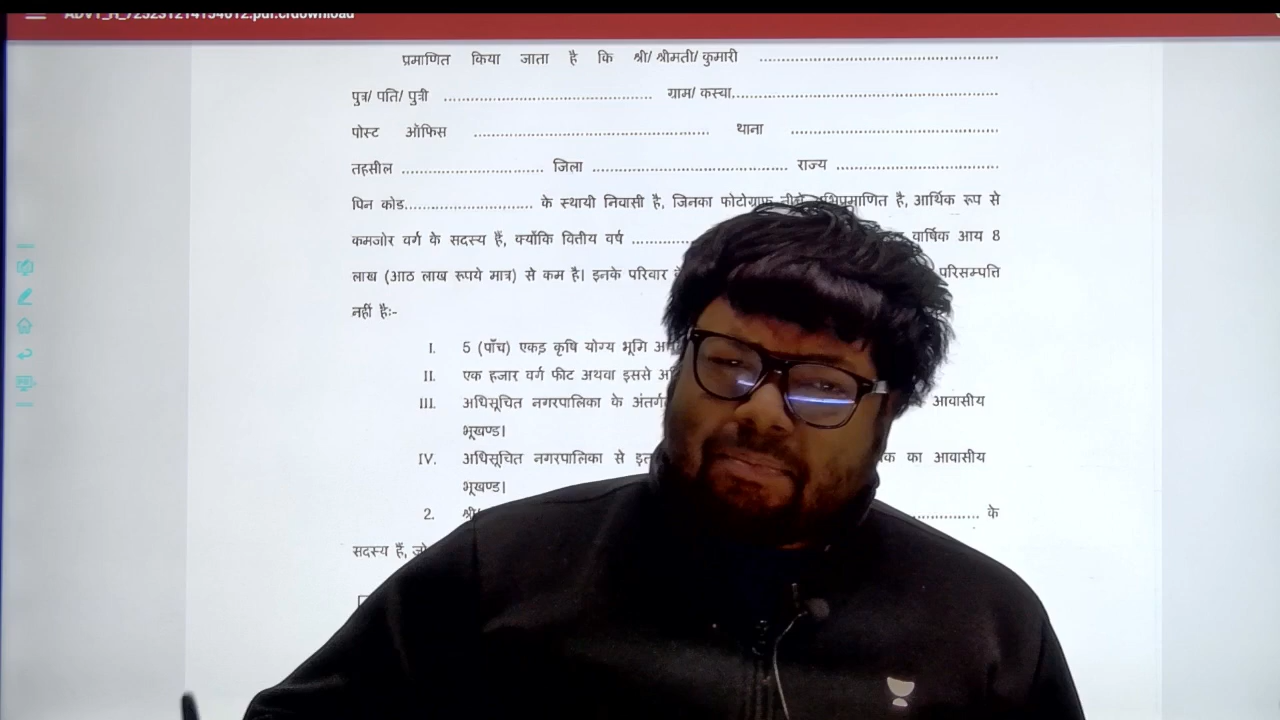 ADVT_H_723231214154012.pdf.crdownload
प्रमाणित किया जाता है कि श्री/ श्रीमती/ कुमारी ................................................
पुत्र/ पति/ पुत्री .......................................... ग्राम/ कस्बा.....................................................
पोस्ट ऑफिस ............................................... थाना ..........................................
तहसील ............................. जिला ........................................ राज्य .................................
पिन कोड.......................... के स्थायी निवासी है, जिनका फोटोग्राफ नीचे अभिप्रमाणित है, आर्थिक रूप से
कमजोर वर्ग के सदस्य हैं, क्योंकि वितीय वर्ष ............ वार्षिक आय 8
लाख (आठ लाख रूपये मात्र) से कम है। इनके परिवार परिसम्पति
नहीं है:-
I. 5 (पाँच) एकड़ कृषि योग्य भूमि
II. एक हजार वर्ग फीट अथवा इससे
III. अधिसूचित नगरपालिका के अंतर्गत आवासीय
भूखण्ड।
IV. अधिसूचित नगरपालिका से का आवासीय
भूखण्ड।
2. श्री/ ............. के
सदस्य हैं, जो